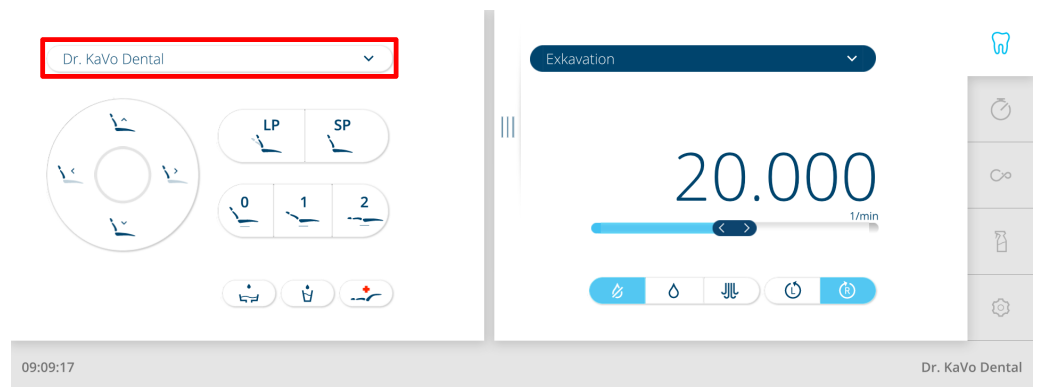 Dr. KaVo Dental
LP SP
0 1 2
Exkavation
20.000
1/min
L R
09:09:17
Dr. KaVo Dental